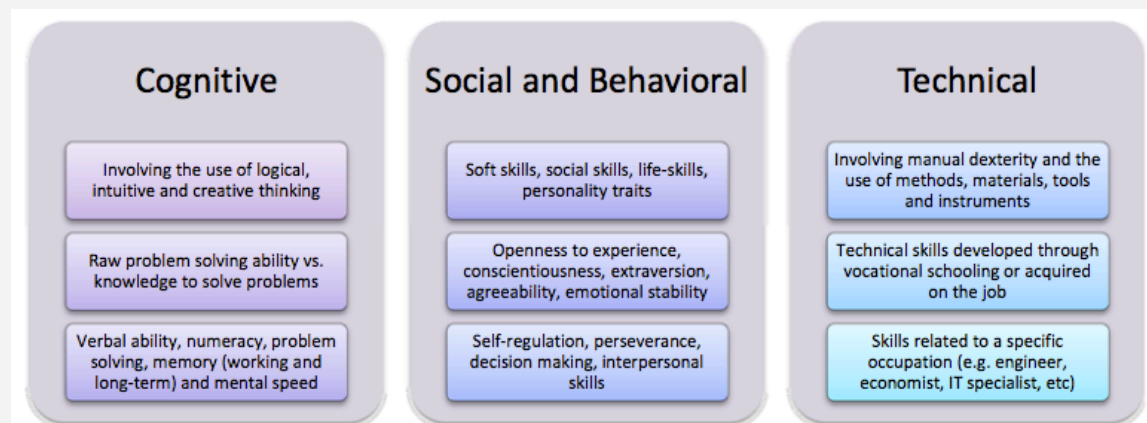 Cognitive
Involving the use of logical,
intuitive and creative thinking
Raw problem solving ability vs.
knowledge to solve problems
Verbal ability, numeracy, problem
solving, memory (working and
long-term) and mental speed
Social and Behavioral
Soft skills, social skills, life-skills,
personality traits
Openness to experience,
conscientiousness, extraversion,
agreeability, emotional stability
Self-regulation, perseverance,
decision making, interpersonal
skills
Technical
Involving manual dexterity and the
use of methods, materials, tools
and instruments
Technical skills developed through
vocational schooling or acquired
on the job
Skills related to a specific
occupation (e.g. engineer,
economist, IT specialist, etc)